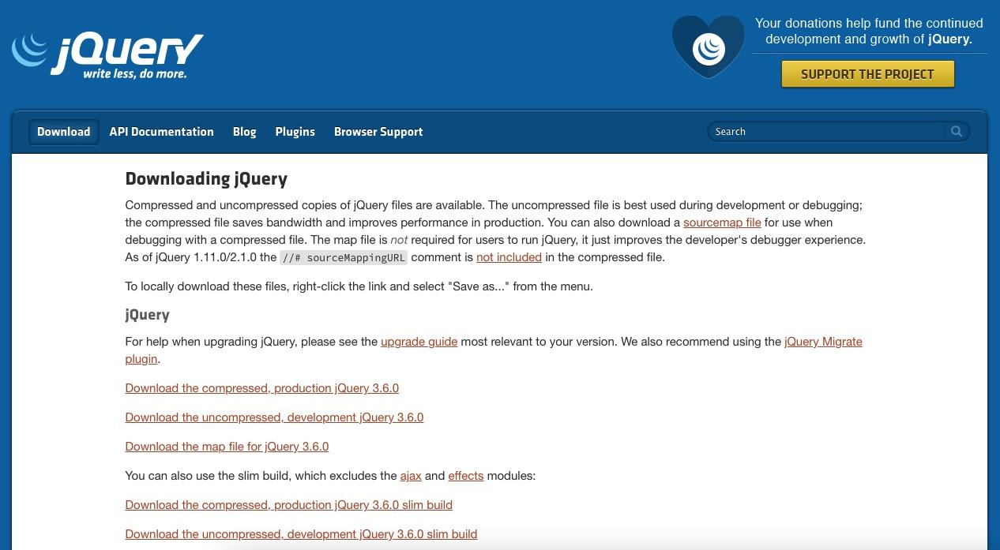 jQuery
write less, do more.
Your donations help fund the continued
development and growth of jQuery.
SUPPORT THE PROJECT
Download API Documentation Blog Plugins Browser Support Search
Downloading jQuery
Compressed and uncompressed copies of jQuery files are available. The uncompressed file is best used during development or debugging;
the compressed file saves bandwidth and improves performance in production. You can also download a sourcemap file for use when
debugging with a compressed file. The map file is not required for users to run jQuery, it just improves the developer's debugger experience.
As of jQuery 1.11.0/2.1.0 the //# sourceMappingURL comment is not included in the compressed file.
To locally download these files, right-click the link and select "Save as..." from the menu.
jQuery
For help when upgrading jQuery, please see the upgrade guide most relevant to your version. We also recommend using the jQuery Migrate
plugin.
Download the compressed, production jQuery 3.6.0
Download the uncompressed, development jQuery 3.6.0
Download the map file for jQuery 3.6.0
You can also use the slim build, which excludes the ajax and effects modules:
Download the compressed, production jQuery 3.6.0 slim build
Download the uncompressed, development jQuery 3.6.0 slim build